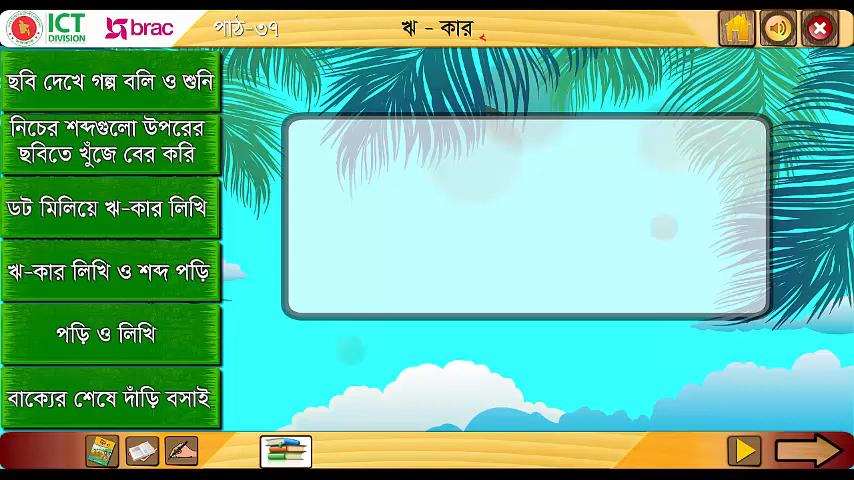 ICT
DIVISION
brac
পাঠ-৩৭
ঋ - কার ৃ
ছবি দেখে গল্প বলি ও শুনি
নিচের শব্দগুলো উপরের
ছবিতে খুঁজে বের করি
ডট মিলিয়ে ঋ-কার লিখি
ঋ-কার লিখি ও শব্দ পড়ি
পড়ি ও লিখি
বাক্যের শেষে দাঁড়ি বসাই